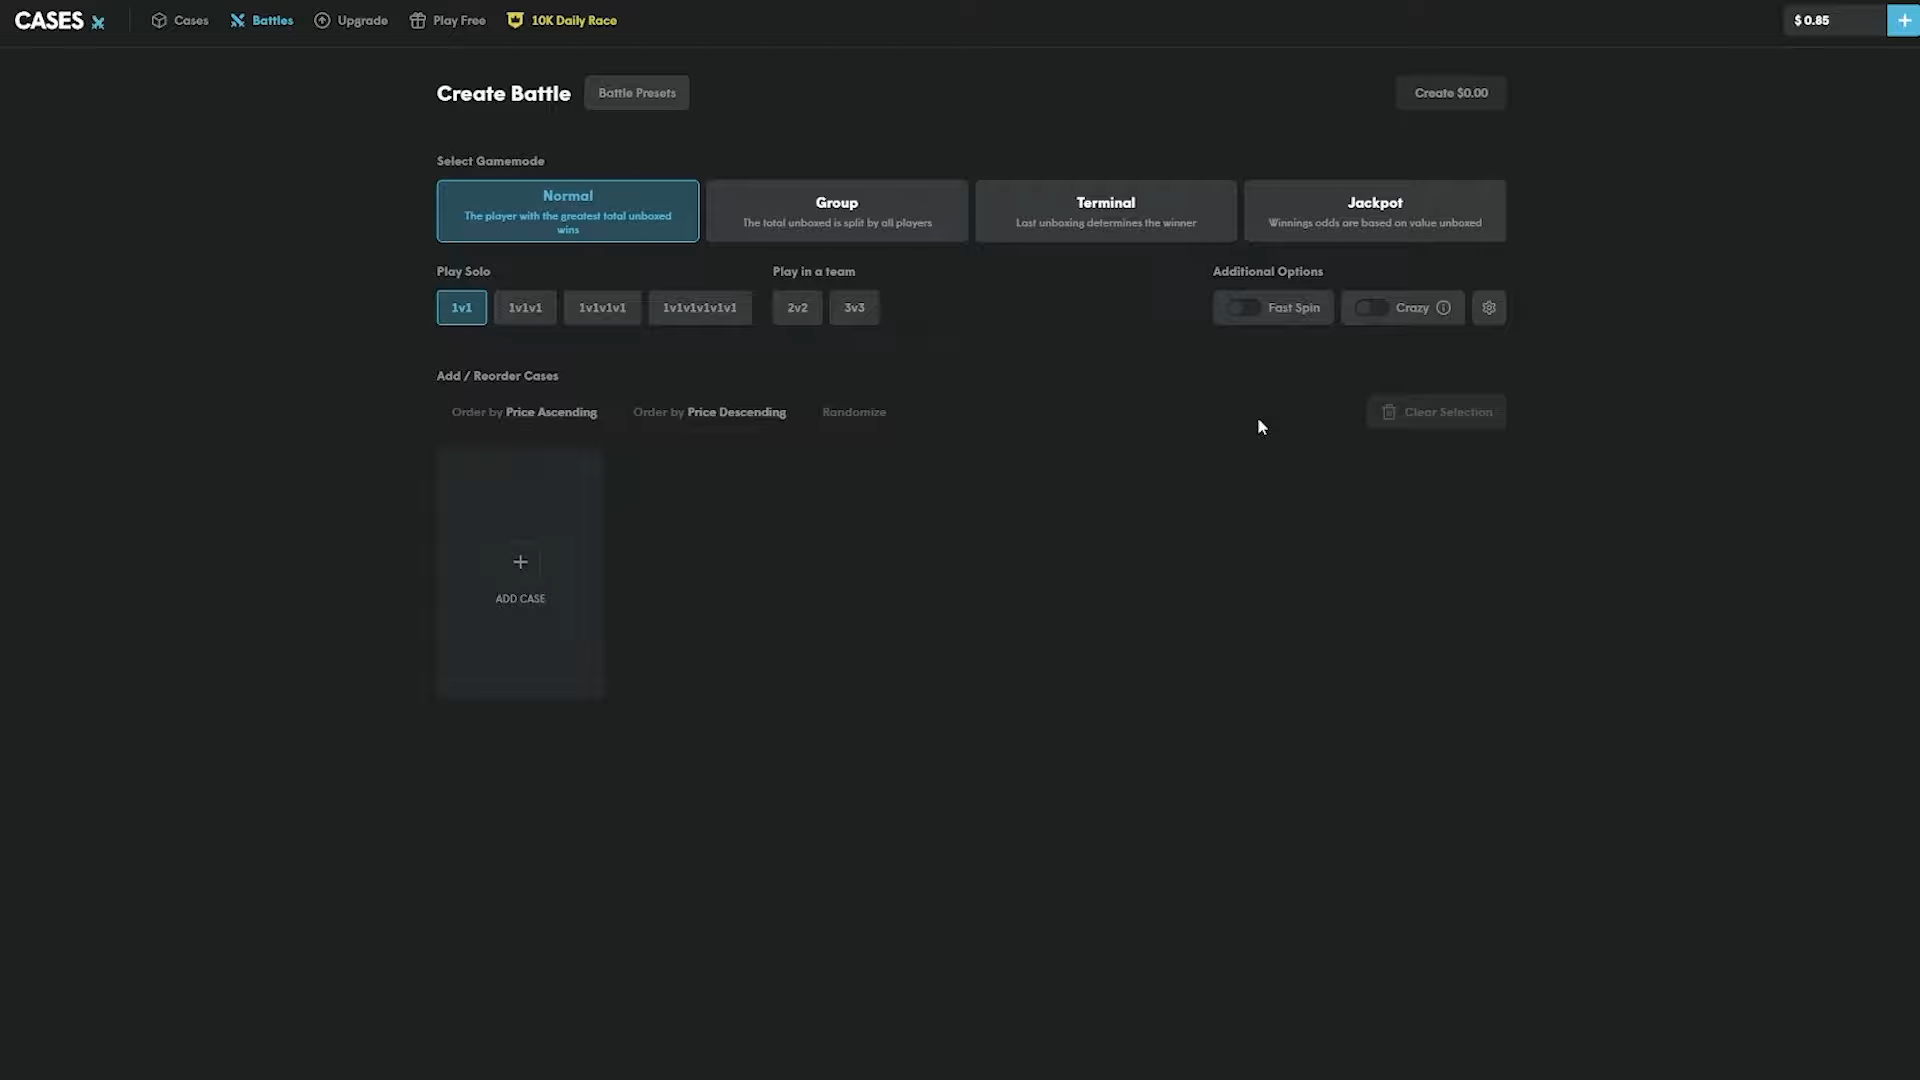 CASES
Cases
Battles
Upgrade
Play Free
10K Daily Race
$ 0.85
Create Battle
Battle Presets
Create $0.00
Select Gamemode
Normal
The player with the greatest total unboxed
wins
Group
The total unboxed is split by all players
Terminal
Last unboxing determines the winner
Jackpot
Winnings odds are based on value unboxed
Play Solo
Play in a team
Additional Options
1v1
1v1v1
1v1v1v1
1v1v1v1v1v1
2v2
3v3
Fast Spin
Crazy
Add / Reorder Cases
Order by Price Ascending
Order by Price Descending
Randomize
Clear Selection
ADD CASE